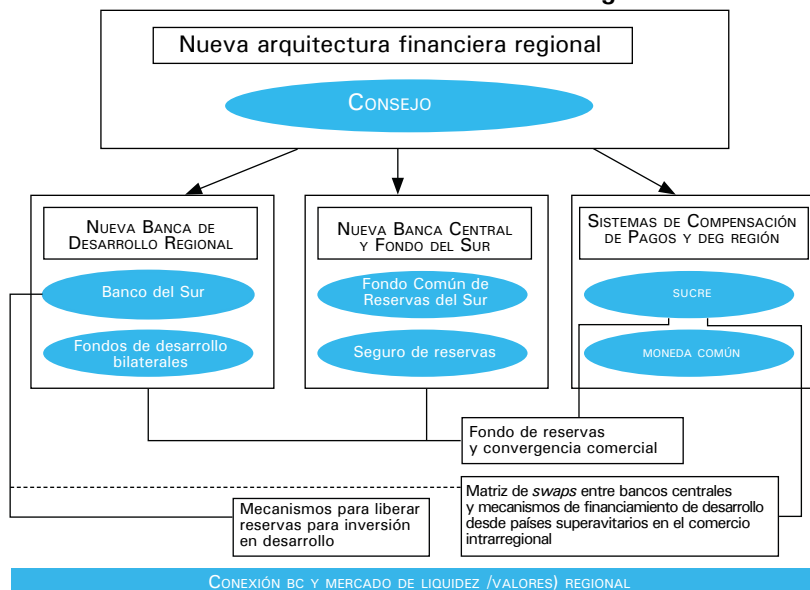 Nueva arquitectura financiera regional
CONSEJO
NUEVA BANCA DE
DESARROLLO REGIONAL
Banco del Sur
Fondos de desarrollo
bilaterales
NUEVA BANCA CENTRAL
Y FONDO DEL SUR
Fondo Común de
Reservas del Sur
Seguro de reservas
SISTEMAS DE COMPENSACIÓN
DE PAGOS Y DEG REGIÓN
SUCRE
MONEDA COMÚN
Fondo de reservas
y convergencia comercial
Mecanismos para liberar
reservas para inversión
en desarrollo
Matriz de swaps entre bancos centrales
y mecanismos de financiamiento de desarrollo
desde países superavitarios en el comercio
intrarregional
CONEXIÓN BC Y MERCADO DE LIQUIDEZ /VALORES) REGIONAL